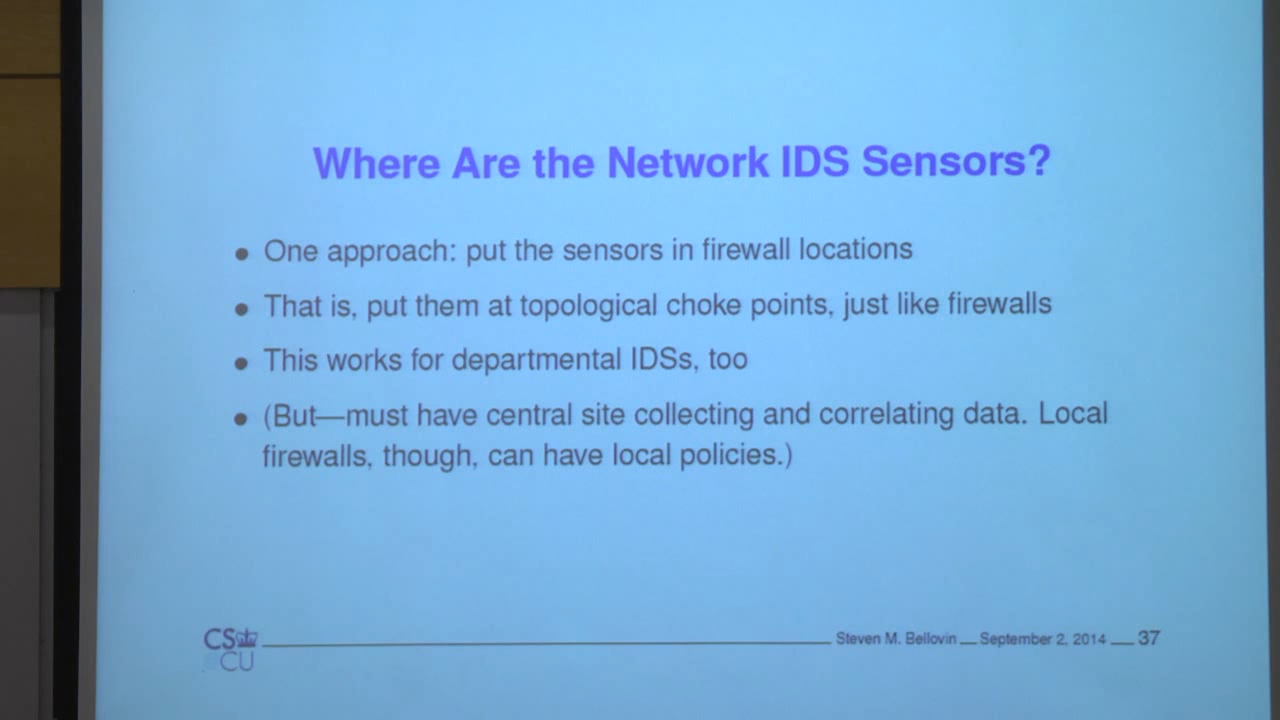 Where Are the Network IDS Sensors?
• One approach: put the sensors in firewall locations
• That is, put them at topological choke points, just like firewalls
• This works for departmental IDSs, too
• (But—must have central site collecting and correlating data. Local
firewalls, though, can have local policies.)
CS
@CU
Steven M. Bellovin — September 2, 2014 — 37